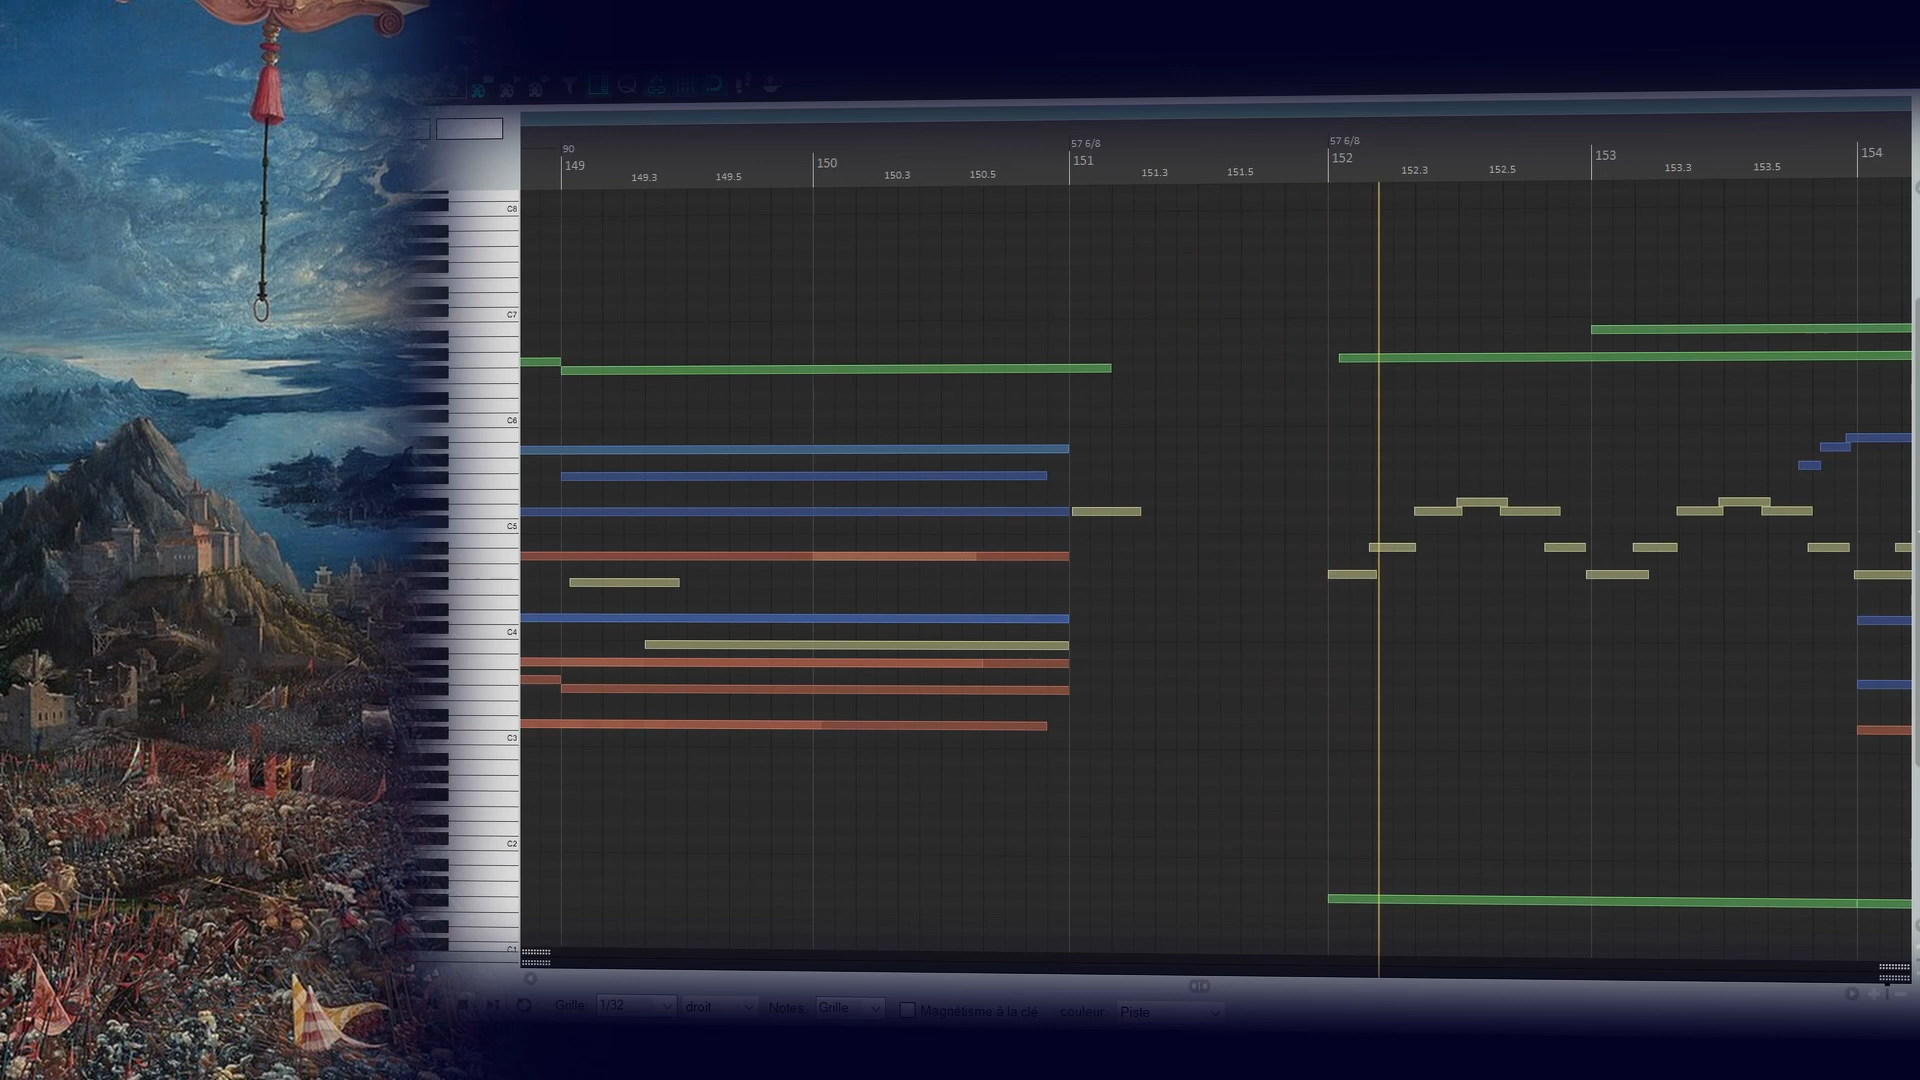 90
57 6/8
57 6/8
149
150
151
152
153
154
149.3
149.5
150.3
150.5
151.3
151.5
152.3
152.5
153.3
153.5
C8
C7
C6
C5
C4
C3
C2
C1
Grille
1/32
droit
Notes:
Grille
Magnétisme à la clé
couleur:
Piste